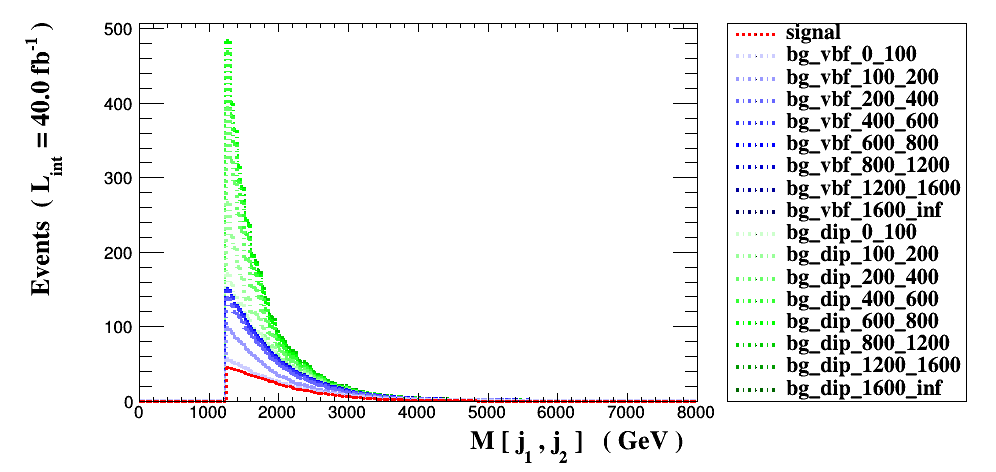 Events ( L_int = 40.0 fb^-1 )
500
400
300
200
100
0
0 1000 2000 3000 4000 5000 6000 7000 8000
M [ j_1 , j_2 ] ( GeV )
signal
bg_vbf_0_100
bg_vbf_100_200
bg_vbf_200_400
bg_vbf_400_600
bg_vbf_600_800
bg_vbf_800_1200
bg_vbf_1200_1600
bg_vbf_1600_inf
bg_dip_0_100
bg_dip_100_200
bg_dip_200_400
bg_dip_400_600
bg_dip_600_800
bg_dip_800_1200
bg_dip_1200_1600
bg_dip_1600_inf